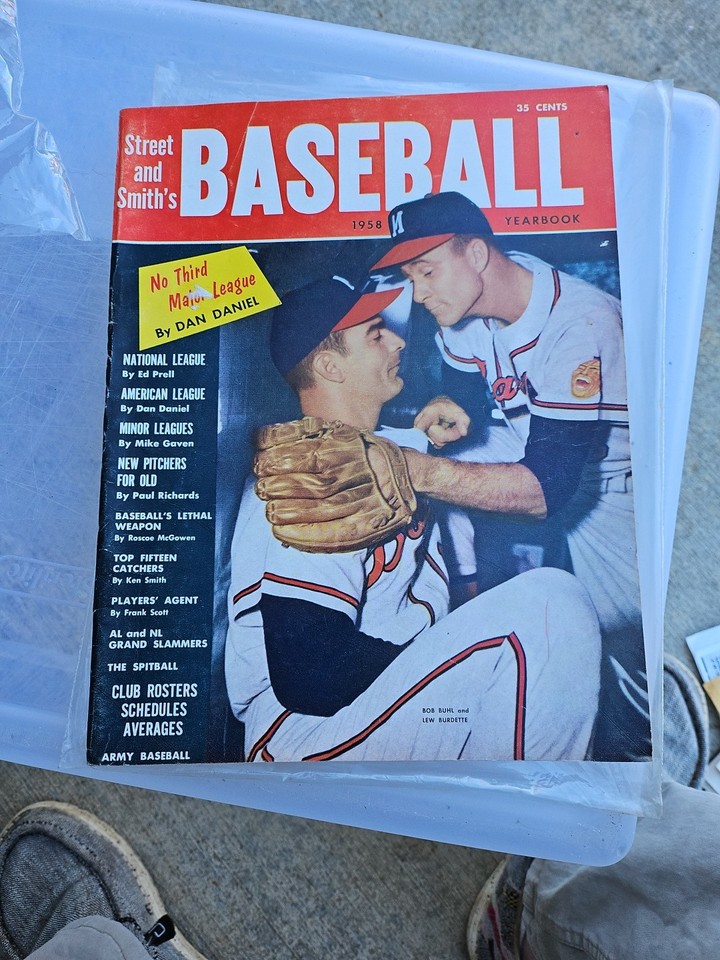 35 CENTS
Street
and
Smith's
BASEBALL
1958 YEARBOOK
No Third
Major League
By DAN DANIEL
NATIONAL LEAGUE
By Ed Prell
AMERICAN LEAGUE
By Dan Daniel
MINOR LEAGUES
By Mike Gaven
NEW PITCHERS
FOR OLD
By Paul Richards
BASEBALL'S LETHAL
WEAPON
By Roscoe McGowen
TOP FIFTEEN
CATCHERS
By Ken Smith
PLAYERS' AGENT
By Frank Scott
AL and NL
GRAND SLAMMERS
THE SPITBALL
CLUB ROSTERS
SCHEDULES
AVERAGES
ARMY BASEBALL
M
BOB BUHL and
LEW BURDETTE